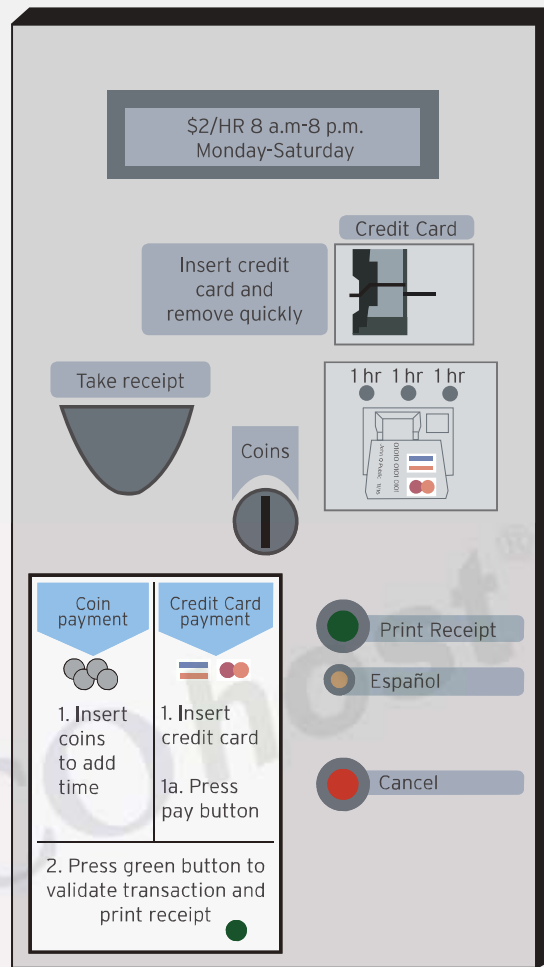 $2/HR 8 a.m-8 p.m.
Monday-Saturday
Credit Card
Insert credit
card and
remove quickly
Take receipt
1 hr 1 hr 1 hr
Coins
Coin
payment
Credit Card
payment
1. Insert
coins
to add
time
1. Insert
credit card
1a. Press
pay button
2. Press green button to
validate transaction and
print receipt
Print Receipt
Español
Cancel
host®